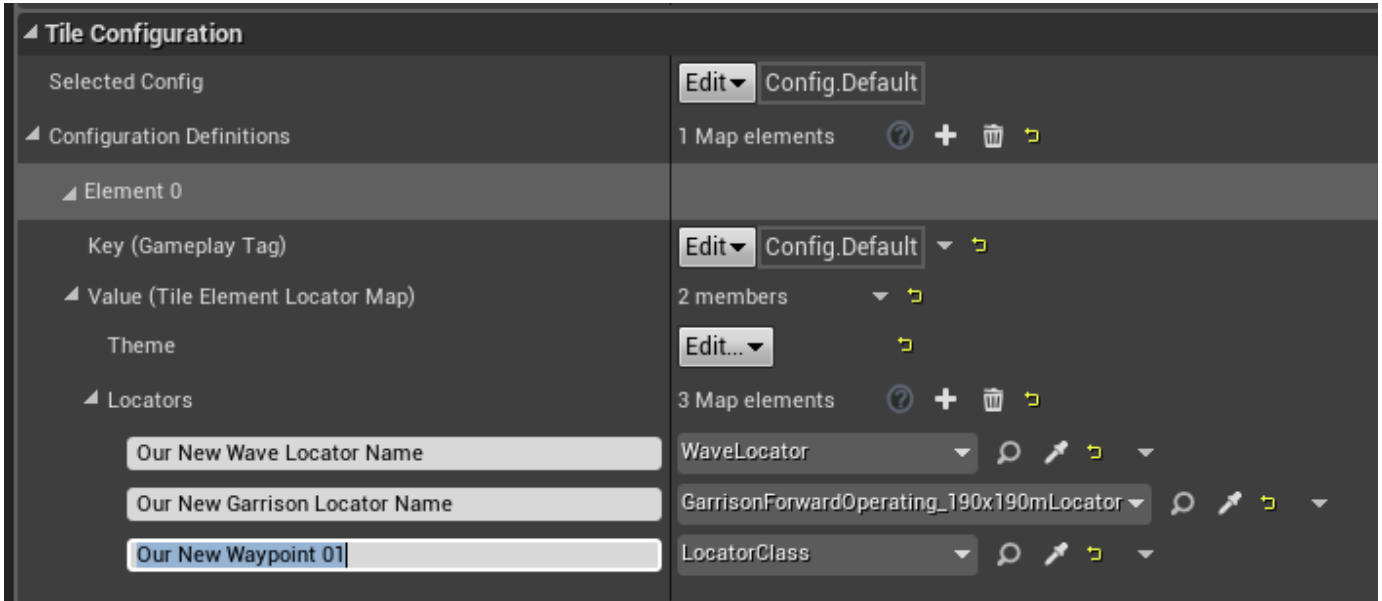 Tile Configuration
Selected Config Edit Config.Default
Configuration Definitions 1 Map elements
Element 0
Key (Gameplay Tag) Edit Config.Default
Value (Tile Element Locator Map) 2 members
Theme Edit...
Locators 3 Map elements
Our New Wave Locator Name WaveLocator
Our New Garrison Locator Name GarrisonForwardOperating_190x190mLocator
Our New Waypoint 01 LocatorClass